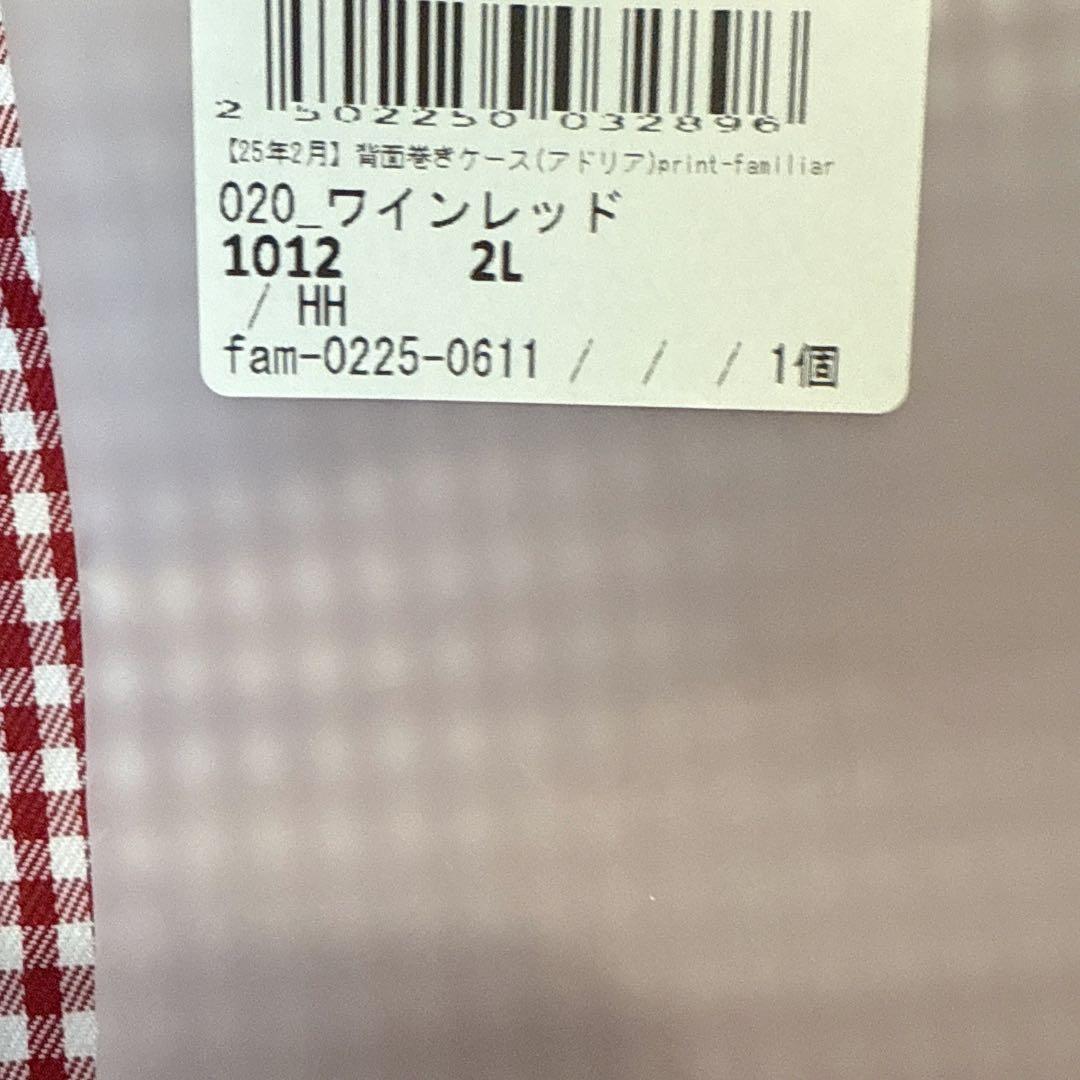 2 502250 032896
【25年2月】背面巻きケース(アドリア)print-familiar
020_ワインレッド
1012 2L
/ HH
fam-0225-0611 / / / 1個